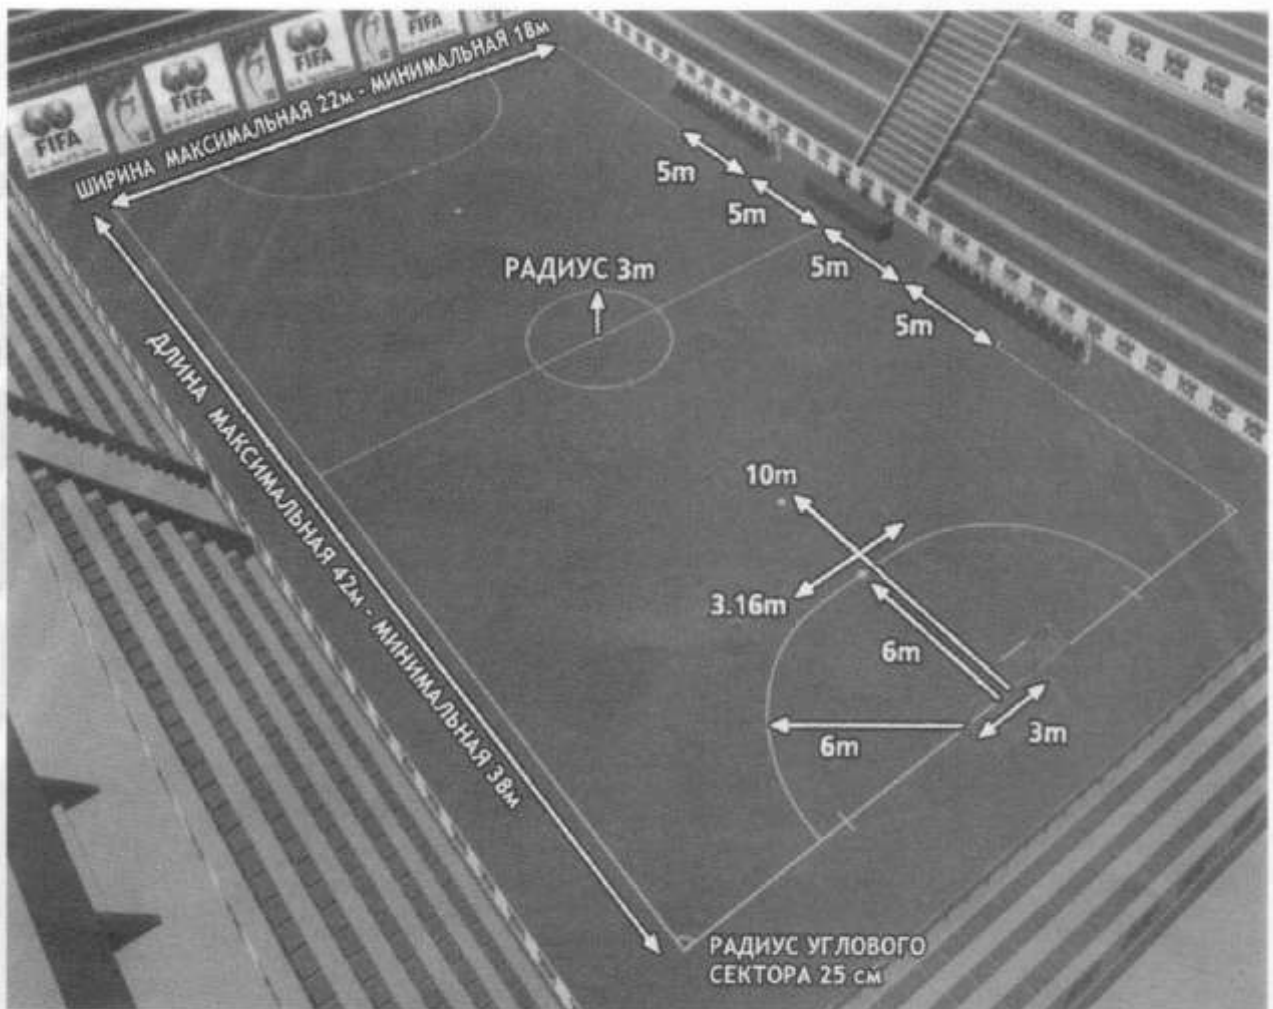 FIFA
FIFA
FIFA
FIFA
ШИРИНА МАКСИМАЛЬНАЯ 22м - МИНИМАЛЬНАЯ 18м
5m
5m
5m
5m
РАДИУС 3m
ДЛИНА МАКСИМАЛЬНАЯ 42м - МИНИМАЛЬНАЯ 38м
10m
3.16m
6m
6m
3m
РАДИУС УГЛОВОГО
СЕКТОРА 25 см